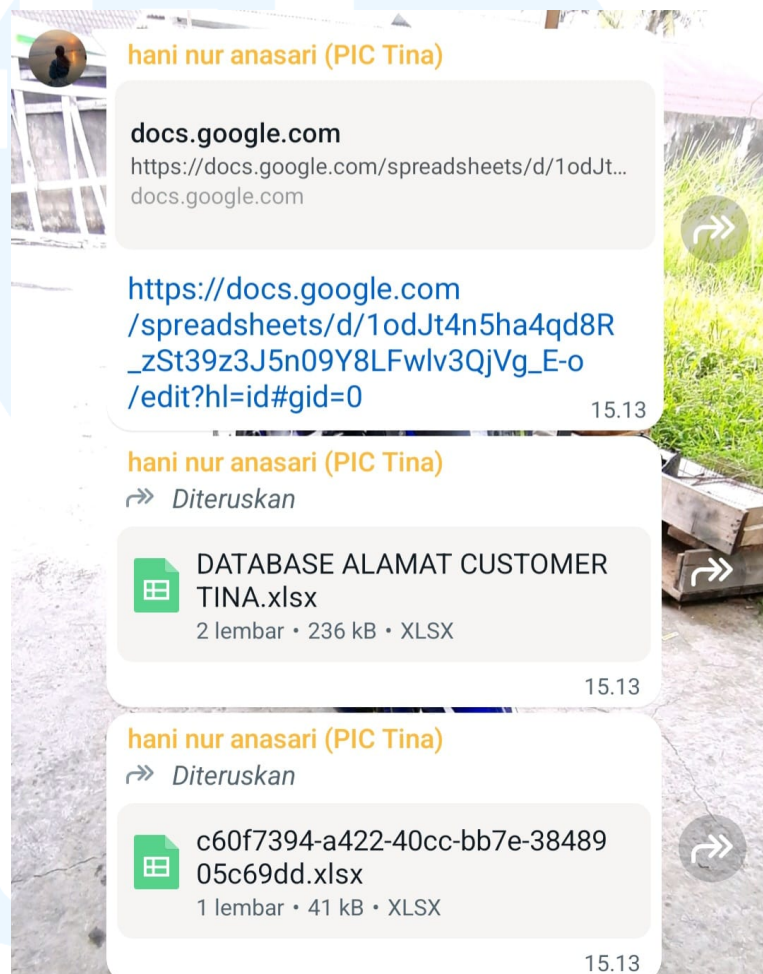 hani nur anasari (PIC Tina)
docs.google.com
https://docs.google.com/spreadsheets/d/1odJt...
docs.google.com
https://docs.google.com
/spreadsheets/d/1odJt4n5ha4qd8R
_zSt39z3J5n09Y8LFwlv3QjVg_E-o
/edit?hl=id#gid=0
15.13
hani nur anasari (PIC Tina)
Diteruskan
DATABASE ALAMAT CUSTOMER
TINA.xlsx
2 lembar • 236 kB • XLSX
15.13
hani nur anasari (PIC Tina)
Diteruskan
c60f7394-a422-40cc-bb7e-38489
05c69dd.xlsx
1 lembar • 41 kB • XLSX
15.13